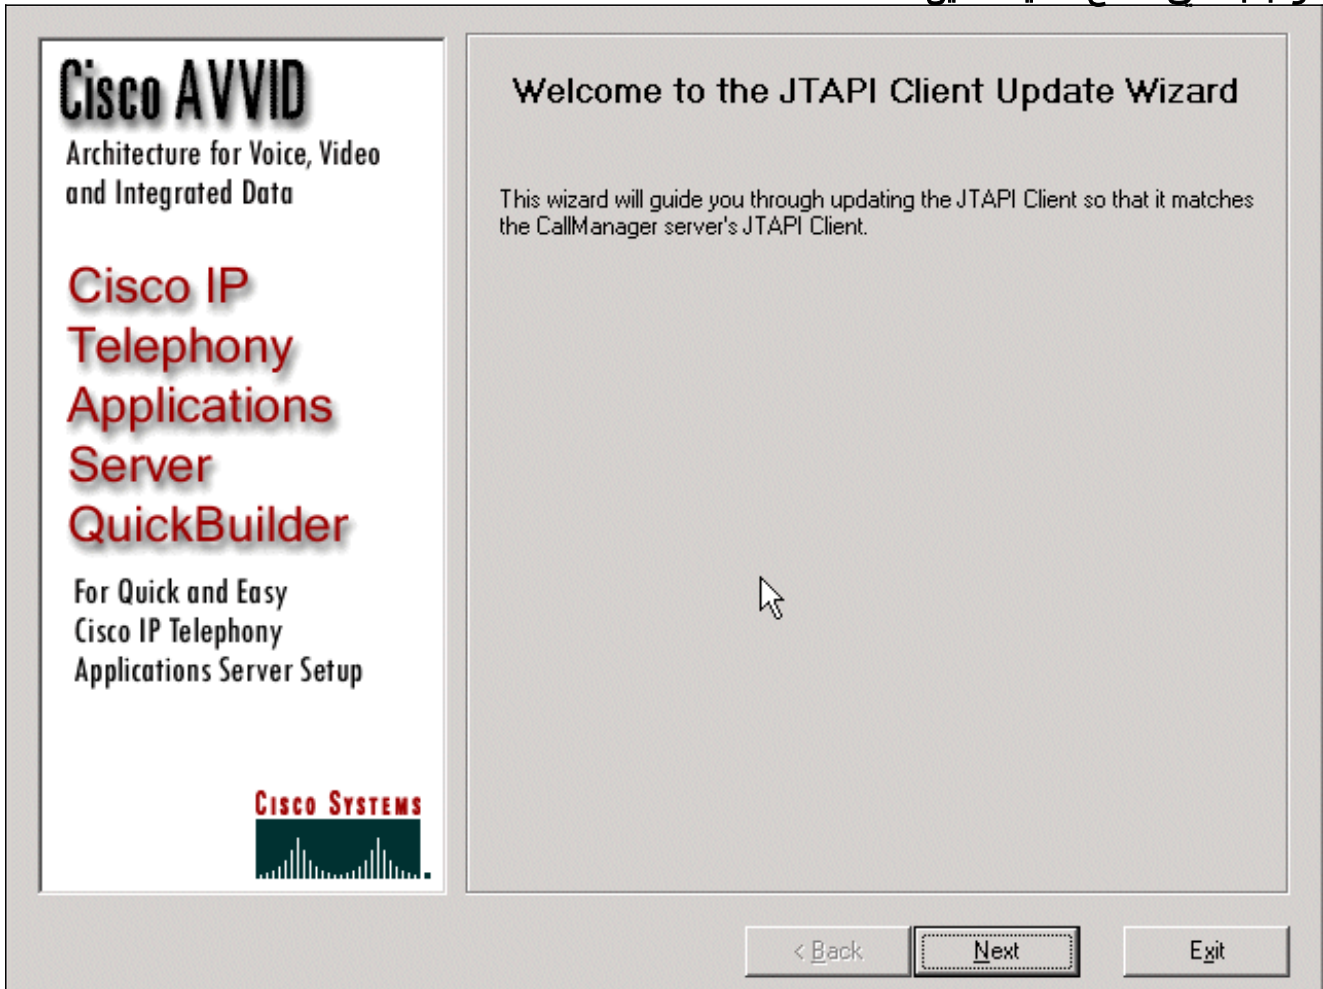 Cisco AVVID
Architecture for Voice, Video
and Integrated Data
Cisco IP
Telephony
Applications
Server
QuickBuilder
For Quick and Easy
Cisco IP Telephony
Applications Server Setup
CISCO SYSTEMS
Welcome to the JTAPI Client Update Wizard
This wizard will guide you through updating the JTAPI Client so that it matches
the CallManager server's JTAPI Client.
< Back
Next
Exit